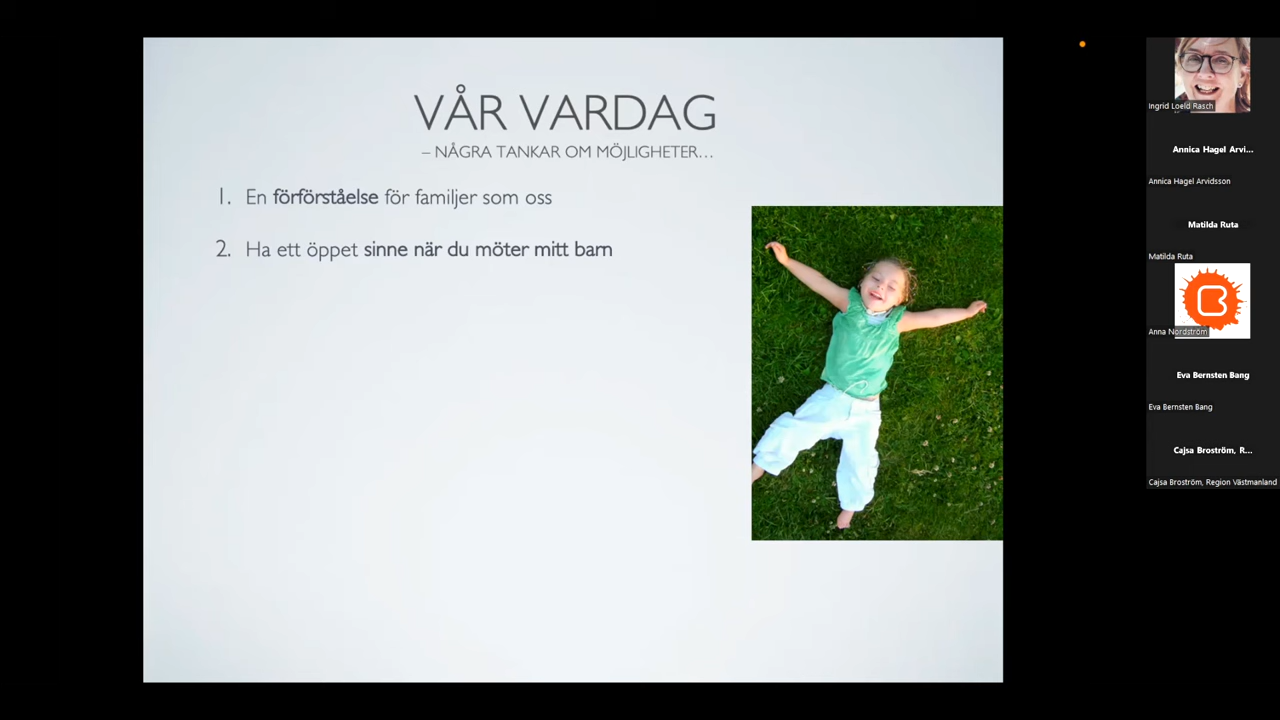 VÅR VARDAG
– NÅGRA TANKAR OM MÖJLIGHETER...
1. En förförståelse för familjer som oss
2. Ha ett öppet sinne när du möter mitt barn
Ingrid Loeld Rasch
Annica Hagel Arvi...
Annica Hagel Arvidsson
Matilda Ruta
Matilda Ruta
Anna Nordström
Eva Bernsten Bang
Eva Bernsten Bang
Cajsa Broström, R...
Cajsa Broström, Region Västmanland